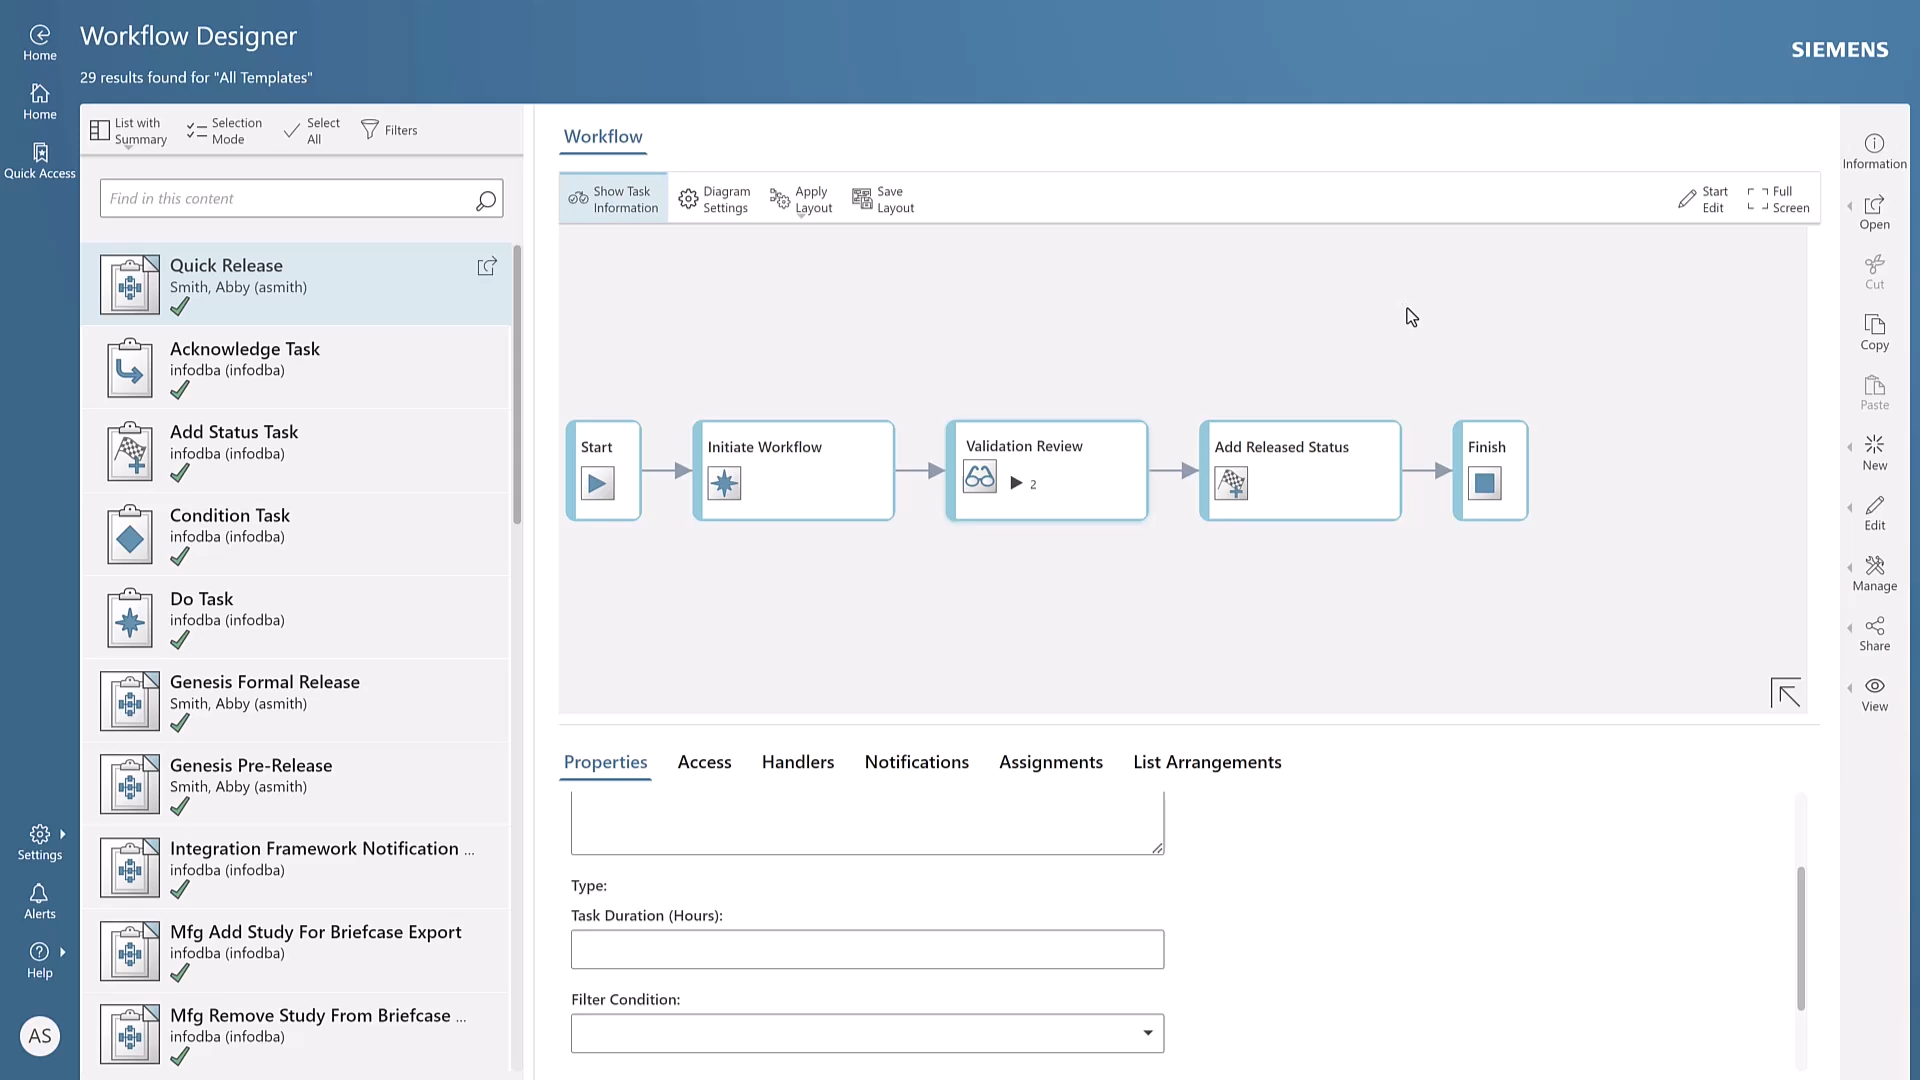 Workflow Designer
29 results found for "All Templates"
SIEMENS
Home
Home
Quick Access
Settings
Alerts
Help
AS
List with
Summary
Selection
Mode
Select
All
Filters
Find in this content
Quick Release
Smith, Abby (asmith)
Acknowledge Task
infodba (infodba)
Add Status Task
infodba (infodba)
Condition Task
infodba (infodba)
Do Task
infodba (infodba)
Genesis Formal Release
Smith, Abby (asmith)
Genesis Pre-Release
Smith, Abby (asmith)
Integration Framework Notification ...
infodba (infodba)
Mfg Add Study For Briefcase Export
infodba (infodba)
Mfg Remove Study From Briefcase ...
infodba (infodba)
Workflow
Show Task
Information
Diagram
Settings
Apply
Layout
Save
Layout
Start
Edit
Full
Screen
Start
Initiate Workflow
Validation Review
2
Add Released Status
Finish
Properties
Access
Handlers
Notifications
Assignments
List Arrangements
Type:
Task Duration (Hours):
Filter Condition:
Information
Open
Cut
Copy
Paste
New
Edit
Manage
Share
View